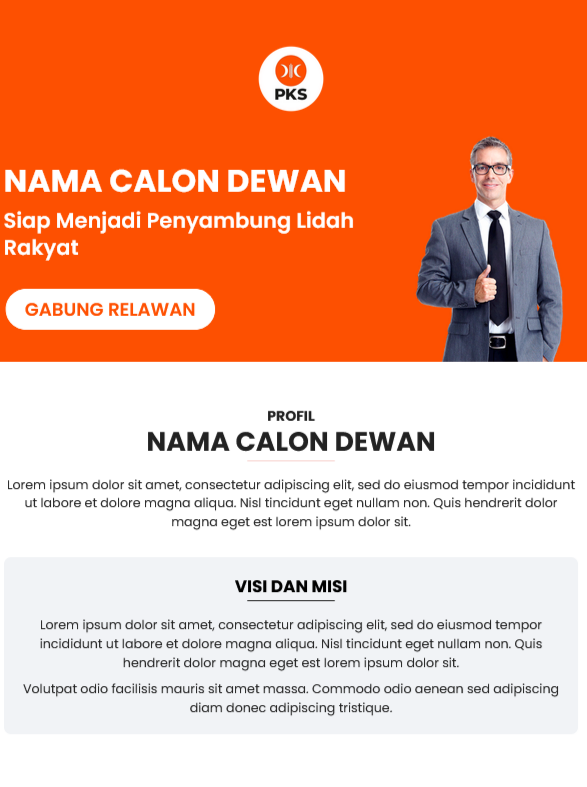 PKS
NAMA CALON DEWAN
Siap Menjadi Penyambung Lidah
Rakyat
GABUNG RELAWAN
PROFIL
NAMA CALON DEWAN
Lorem ipsum dolor sit amet, consectetur adipiscing elit, sed do eiusmod tempor incididunt
ut labore et dolore magna aliqua. Nisl tincidunt eget nullam non. Quis hendrerit dolor
magna eget est lorem ipsum dolor sit.
VISI DAN MISI
Lorem ipsum dolor sit amet, consectetur adipiscing elit, sed do eiusmod tempor
incididunt ut labore et dolore magna aliqua. Nisl tincidunt eget nullam non. Quis
hendrerit dolor magna eget est lorem ipsum dolor sit.
Volutpat odio facilisis mauris sit amet massa. Commodo odio aenean sed adipiscing
diam donec adipiscing tristique.